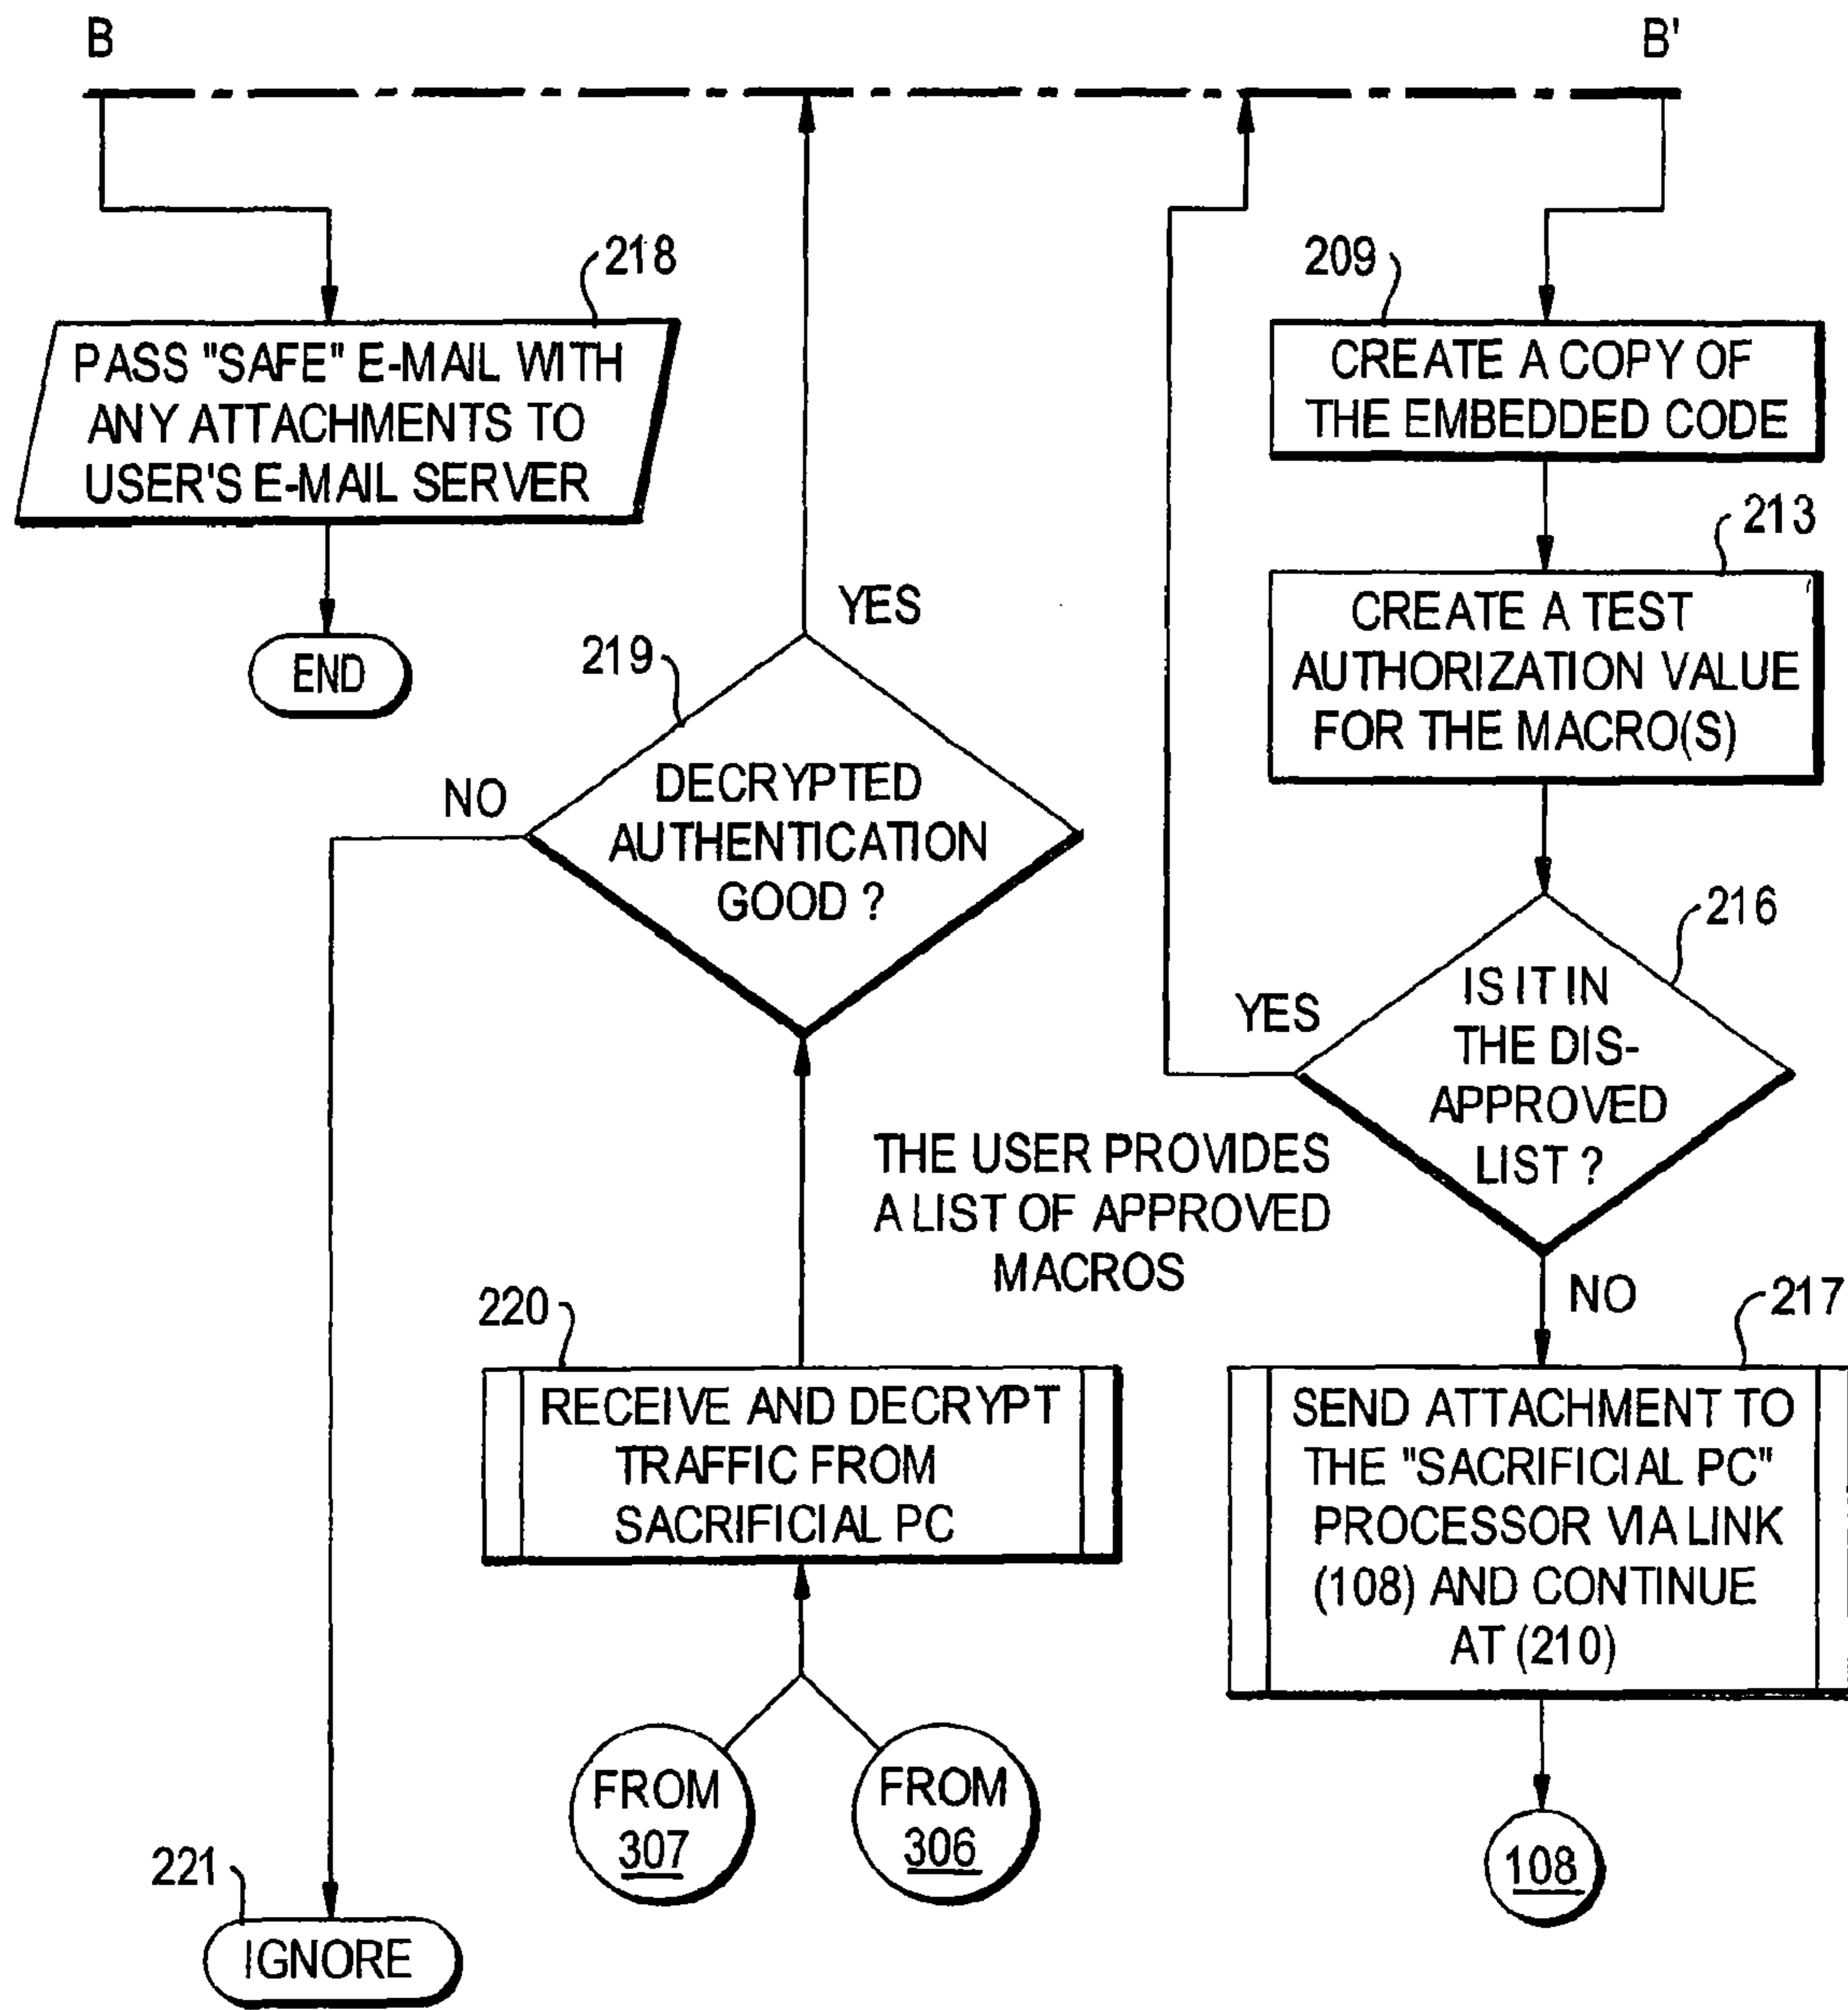 B
B'
218
PASS "SAFE" E-MAIL WITH
ANY ATTACHMENTS TO
USER'S E-MAIL SERVER
END
209
CREATE A COPY OF
THE EMBEDDED CODE
213
CREATE A TEST
AUTHORIZATION VALUE
FOR THE MACRO(S)
YES
219
NO
DECRYPTED
AUTHENTICATION
GOOD ?
216
YES
IS IT IN
THE DIS-
APPROVED
LIST ?
THE USER PROVIDES
A LIST OF APPROVED
MACROS
NO
220
RECEIVE AND DECRYPT
TRAFFIC FROM
SACRIFICIAL PC
217
SEND ATTACHMENT TO
THE "SACRIFICIAL PC"
PROCESSOR VIA LINK
(108) AND CONTINUE
AT (210)
FROM
307
FROM
306
108
221
IGNORE